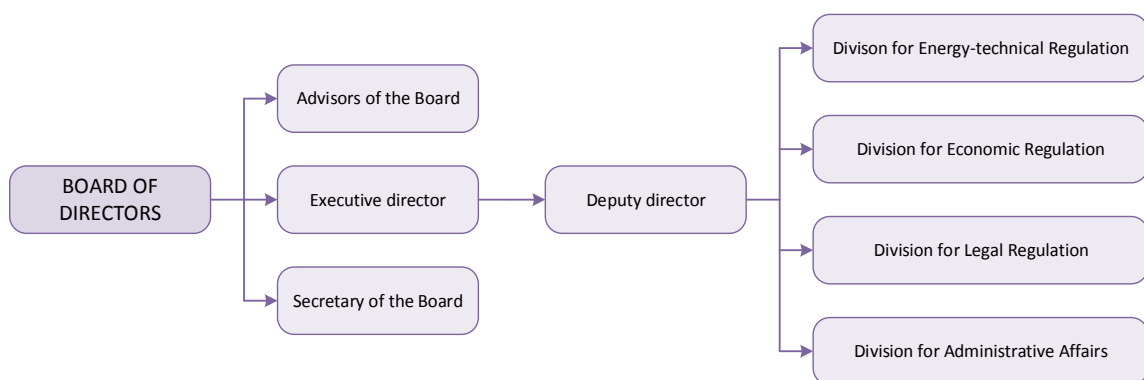 BOARD OF
DIRECTORS
Advisors of the Board
Executive director
Secretary of the Board
Deputy director
Divison for Energy-technical Regulation
Division for Economic Regulation
Division for Legal Regulation
Division for Administrative Affairs